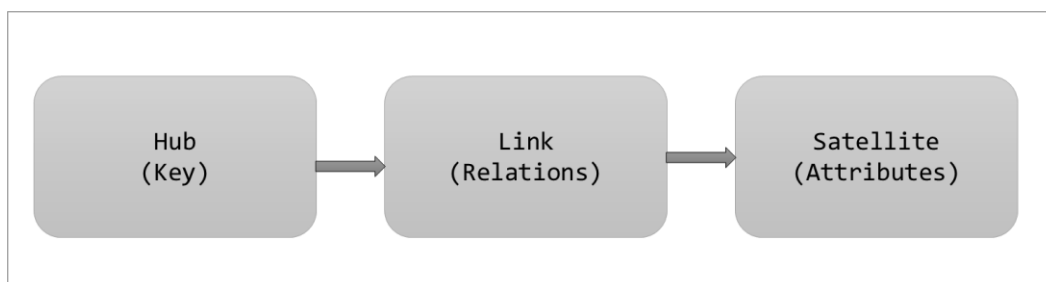 Hub
(Key)
Link
(Relations)
Satellite
(Attributes)